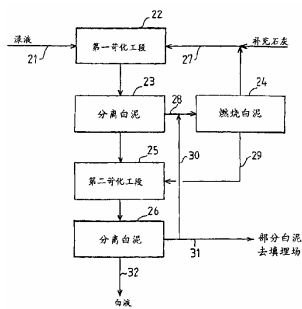 22
绿液
第一苛化工段
补充石灰
21
27
23
24
28
分离白泥
燃烧白泥
25
30
29
第二苛化工段
26
分离白泥
部分白泥
去填埋场
31
32
白液